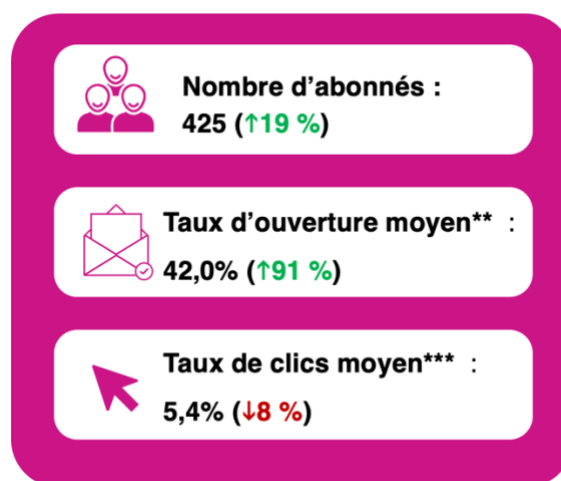 Nombre d’abonnés :
425 (↑19 %)
Taux d’ouverture moyen** :
42,0% (↑91 %)
Taux de clics moyen*** :
5,4% (↓8 %)